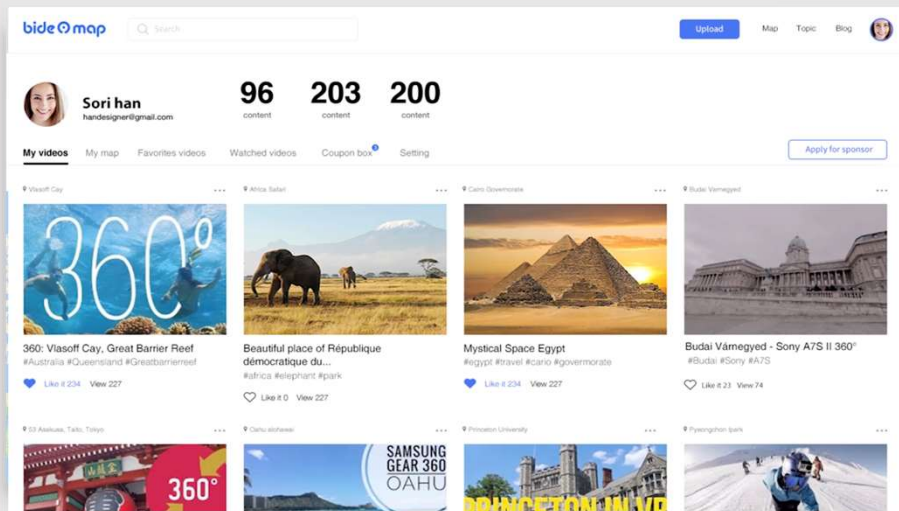 bide map
Search
Upload
Map
Topic
Blog
Sori han
handesigner@gmail.com
96
content
203
content
200
content
My videos
My map
Favorites videos
Watched videos
Coupon box
Setting
Apply for sponsor
Vlasoff Cay
Africa Safari
Cairo Governorate
Budai Varnegyed
360°
360: Vlasoff Cay, Great Barrier Reef
#Australia #Queensland #Greatbarrierreef
Like it 234 View 227
Beautiful place of République
démocratique du...
#africa #elephant #park
Like it 0 View 227
Mystical Space Egypt
#egypt #travel #cario #govermorate
Like it 234 View 227
Budai Várnegyed - Sony A7S II 360°
#Budai #Sony #A7S
Like it 23 View 74
Princeton University
360°
SAMSUNG
GEAR 360
OAHU
PRINCETON IN VR